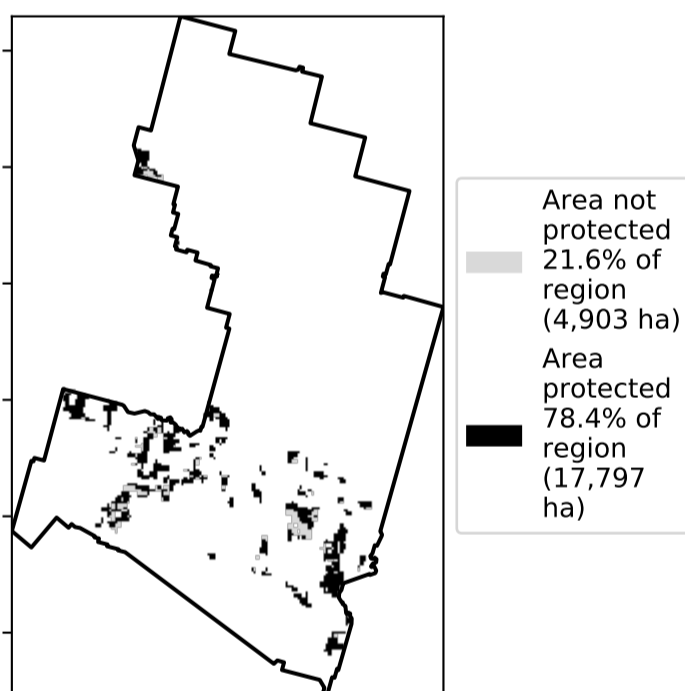 Area not
protected
21.6% of
region
(4,903 ha)
Area
protected
78.4% of
region
(17,797
ha)